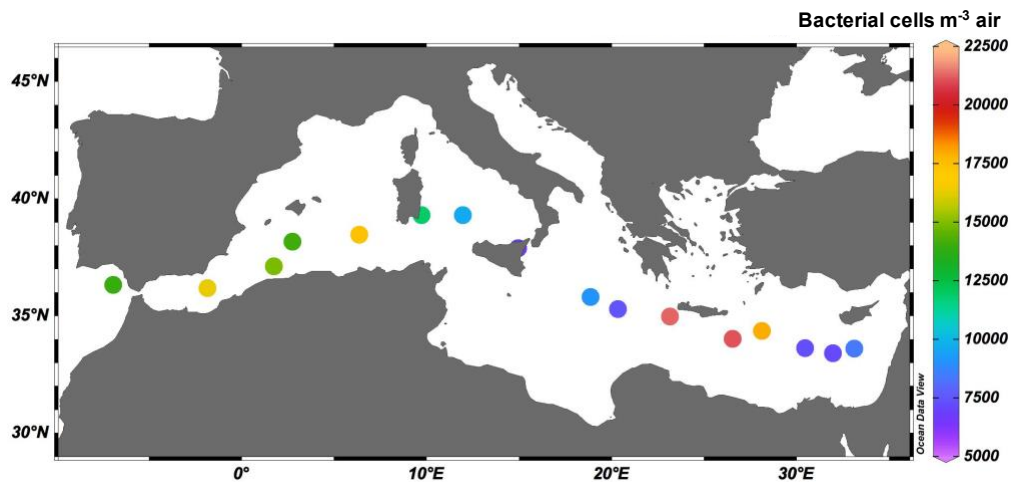 Bacterial cells m⁻³ air
45°N
40°N
35°N
30°N
0°
10°E
20°E
30°E
22500
20000
17500
15000
12500
10000
7500
5000
Ocean Data View